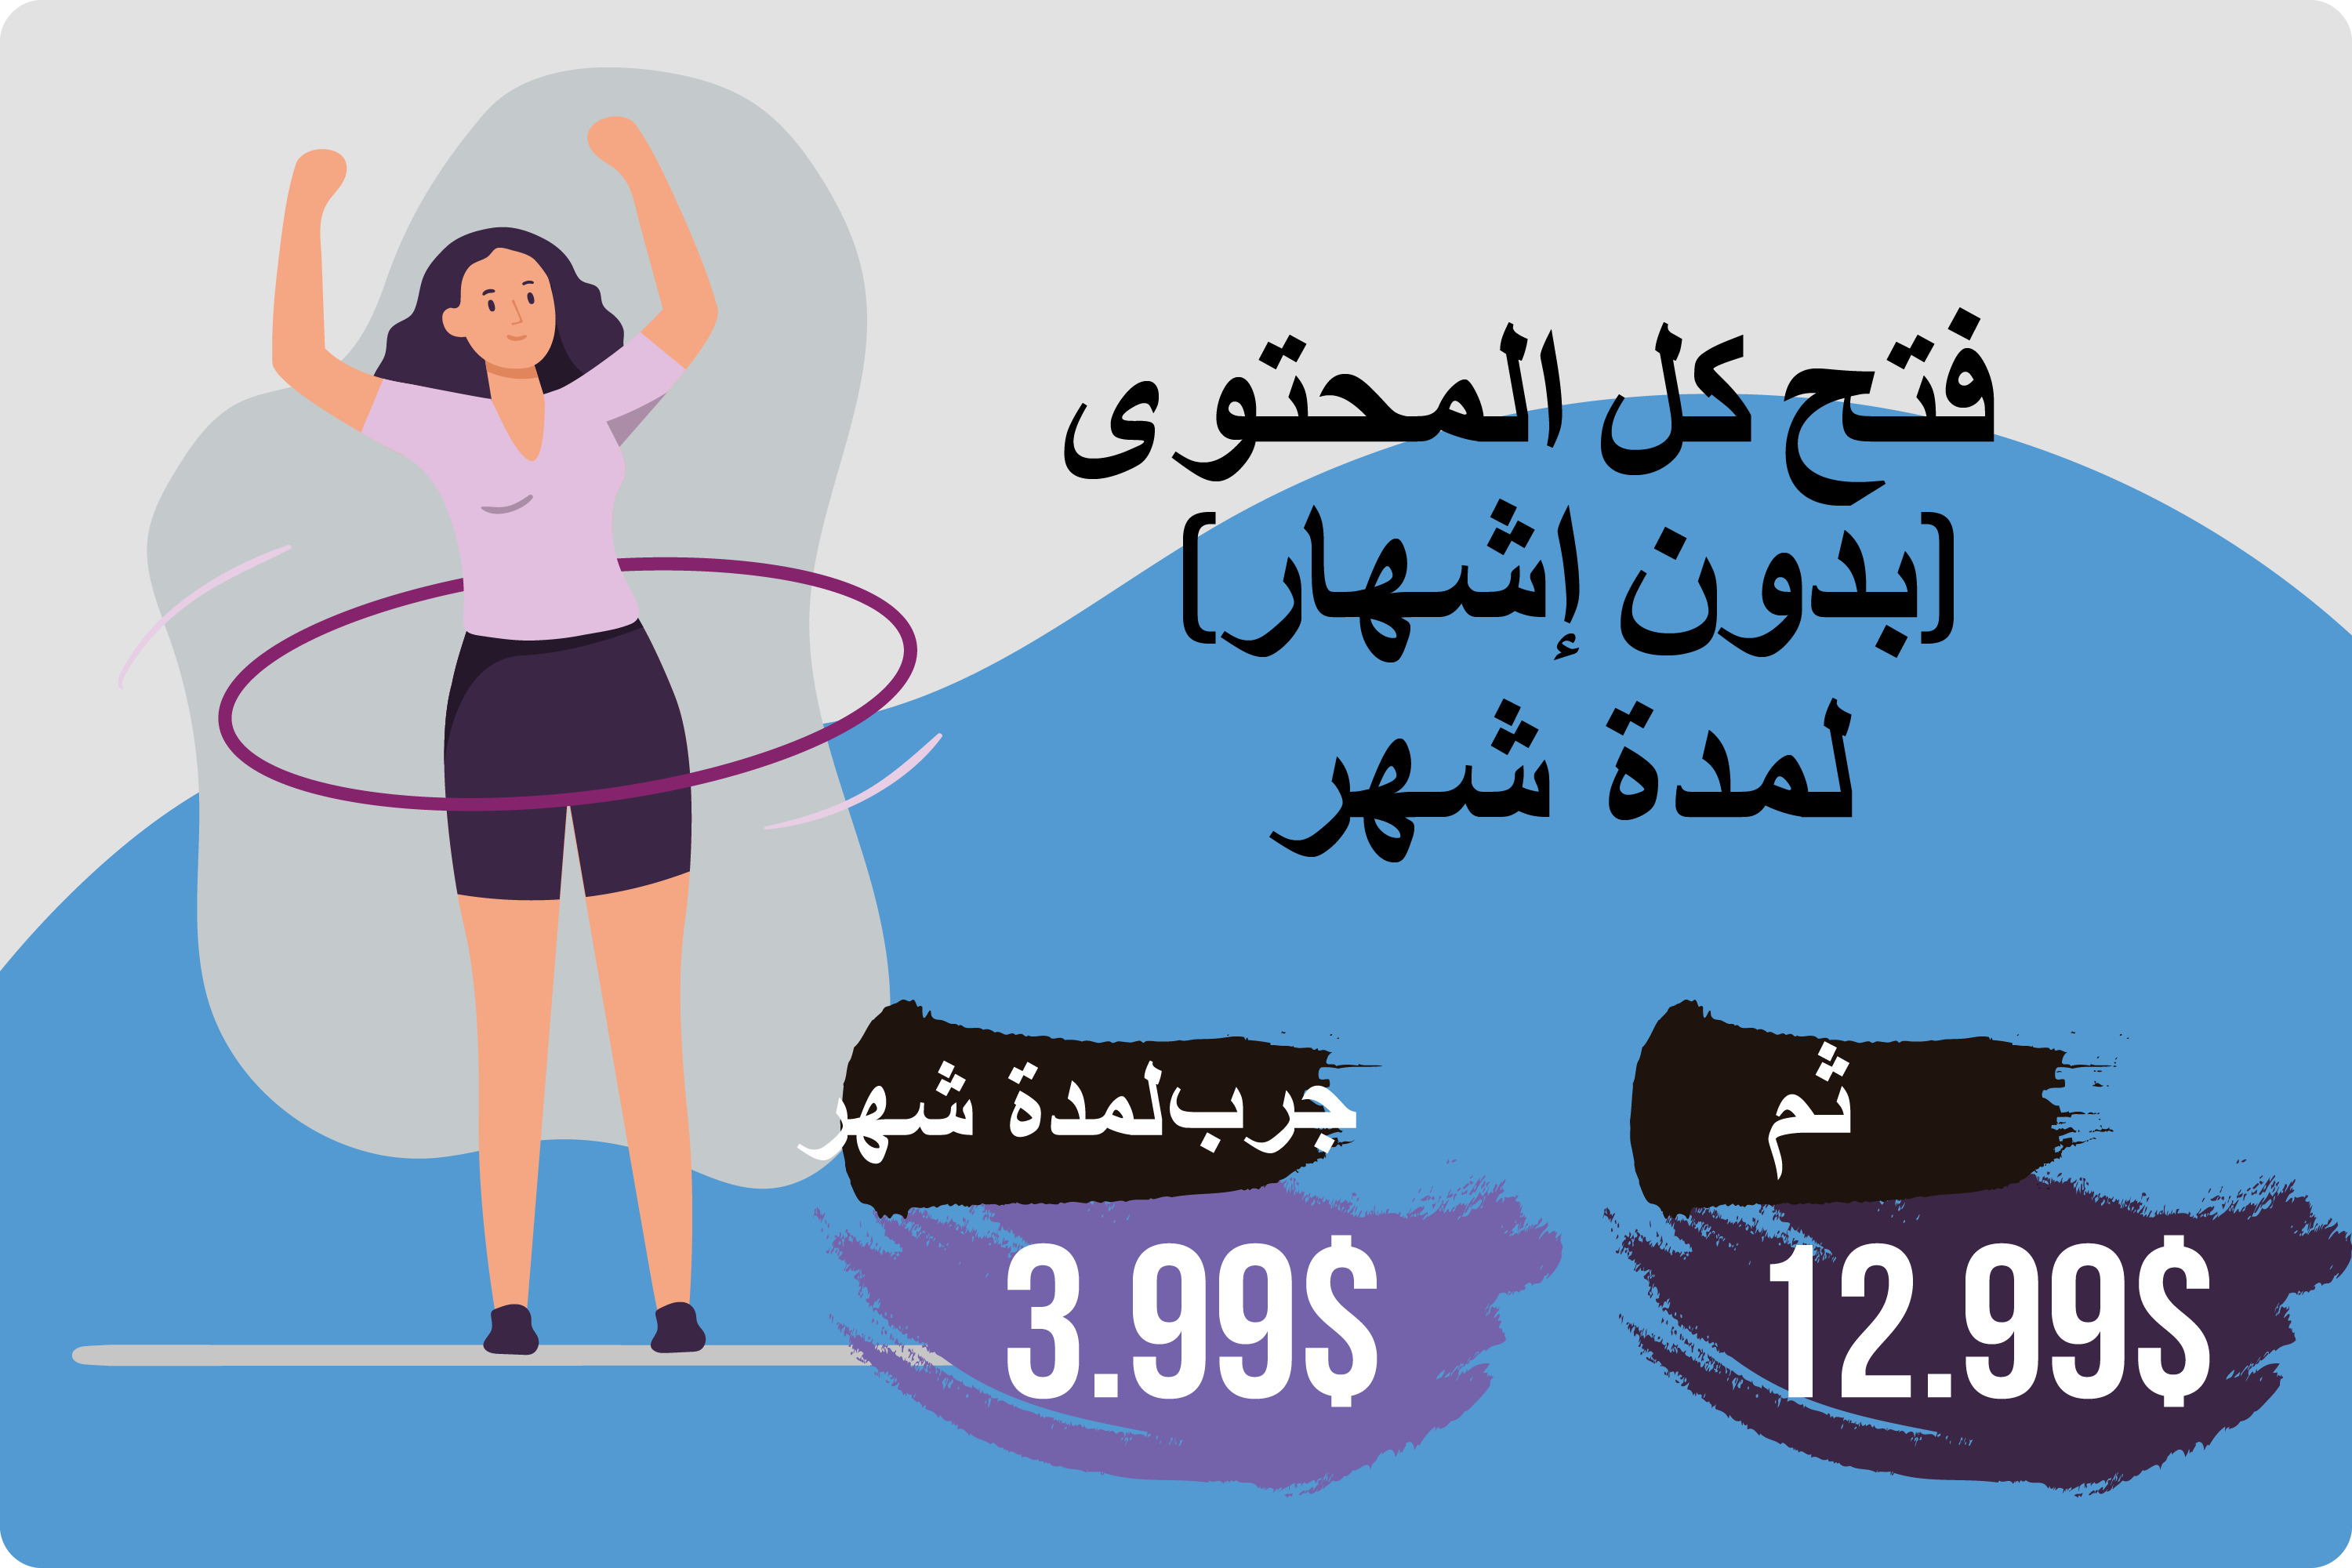 فتح كل المحتوى
(بدون إشهار)
لمدة شهر
ثم
جرب لمدة شهر
12.99$
3.99$